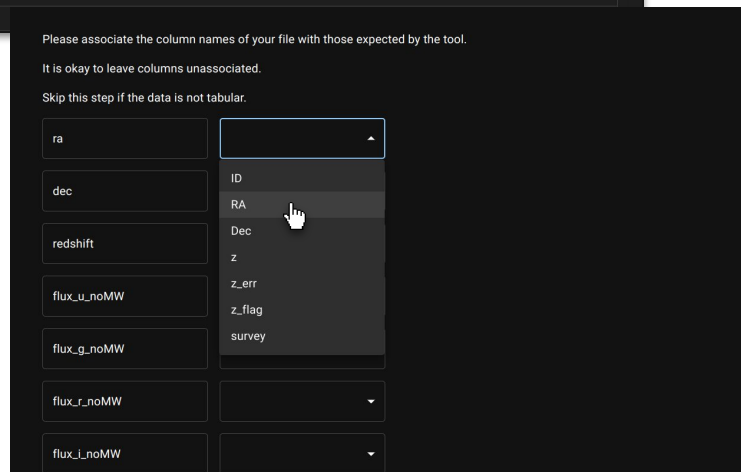 Please associate the column names of your file with those expected by the tool.
It is okay to leave columns unassociated.
Skip this step if the data is not tabular.
ra
ID
dec
RA
Dec
redshift
z
z_err
flux_u_noMW
z_flag
survey
flux_g_noMW
flux_r_noMW
flux_i_noMW